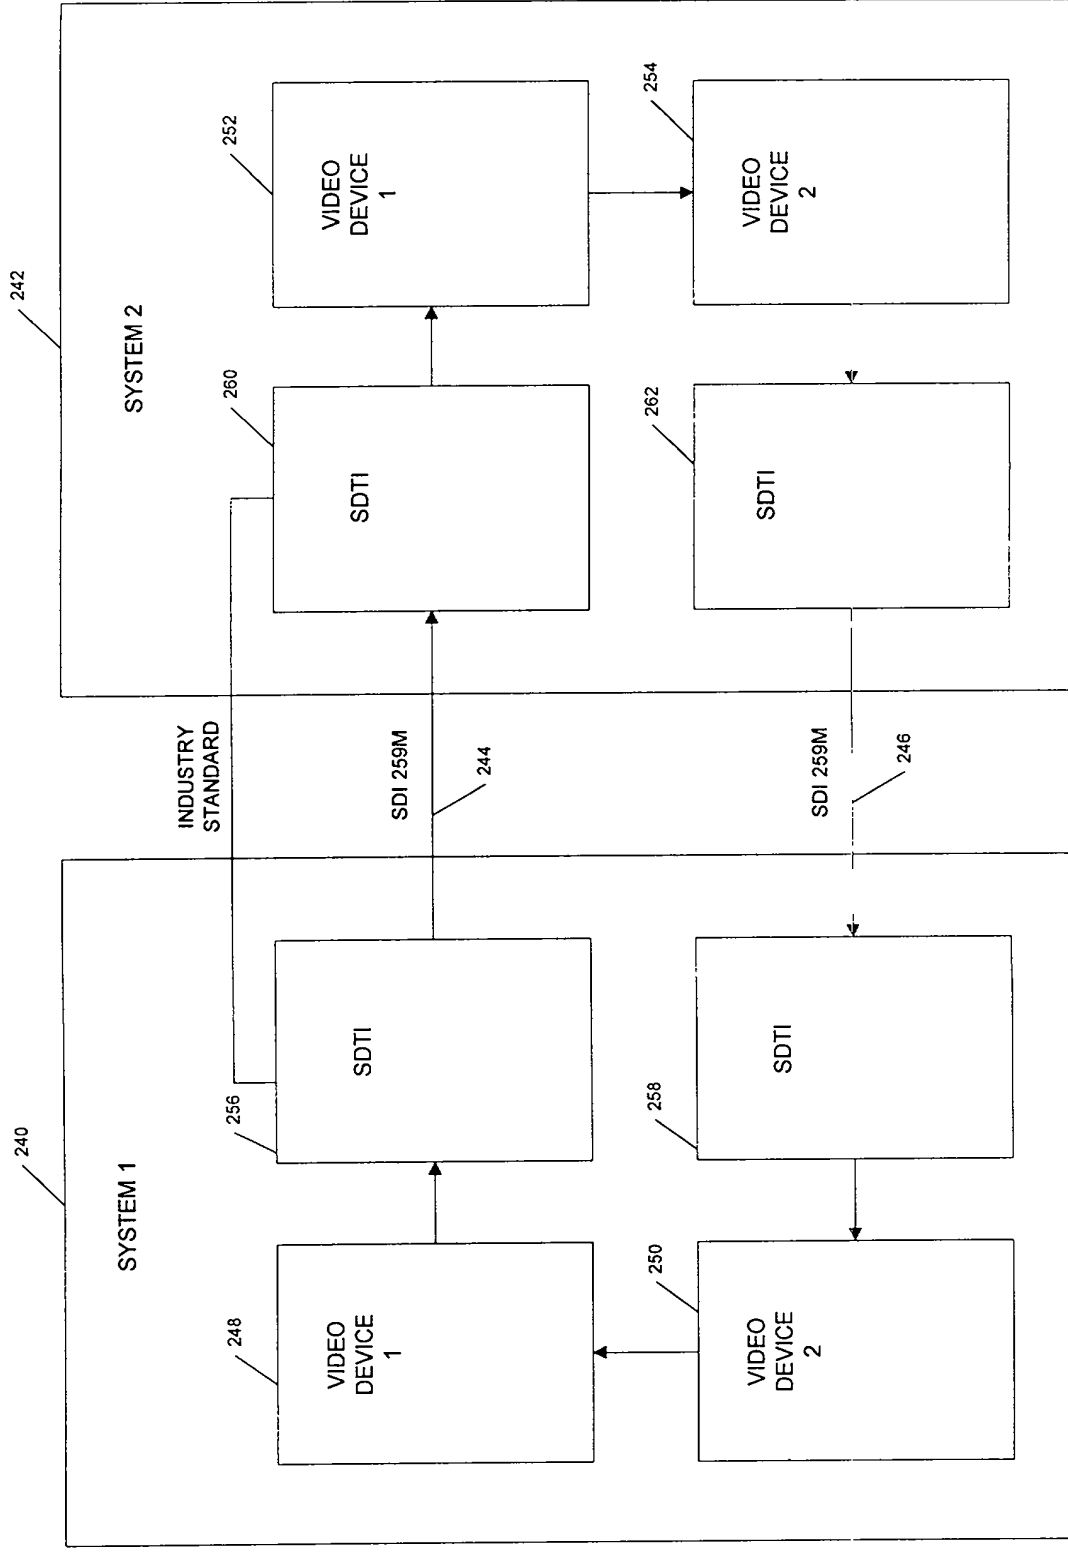 240
SYSTEM 1
248
VIDEO
DEVICE
1
256
SDTI
250
VIDEO
DEVICE
2
258
SDTI
INDUSTRY
STANDARD
SDI 259M
244
SDI 259M
246
242
SYSTEM 2
260
SDTI
252
VIDEO
DEVICE
1
262
SDTI
254
VIDEO
DEVICE
2